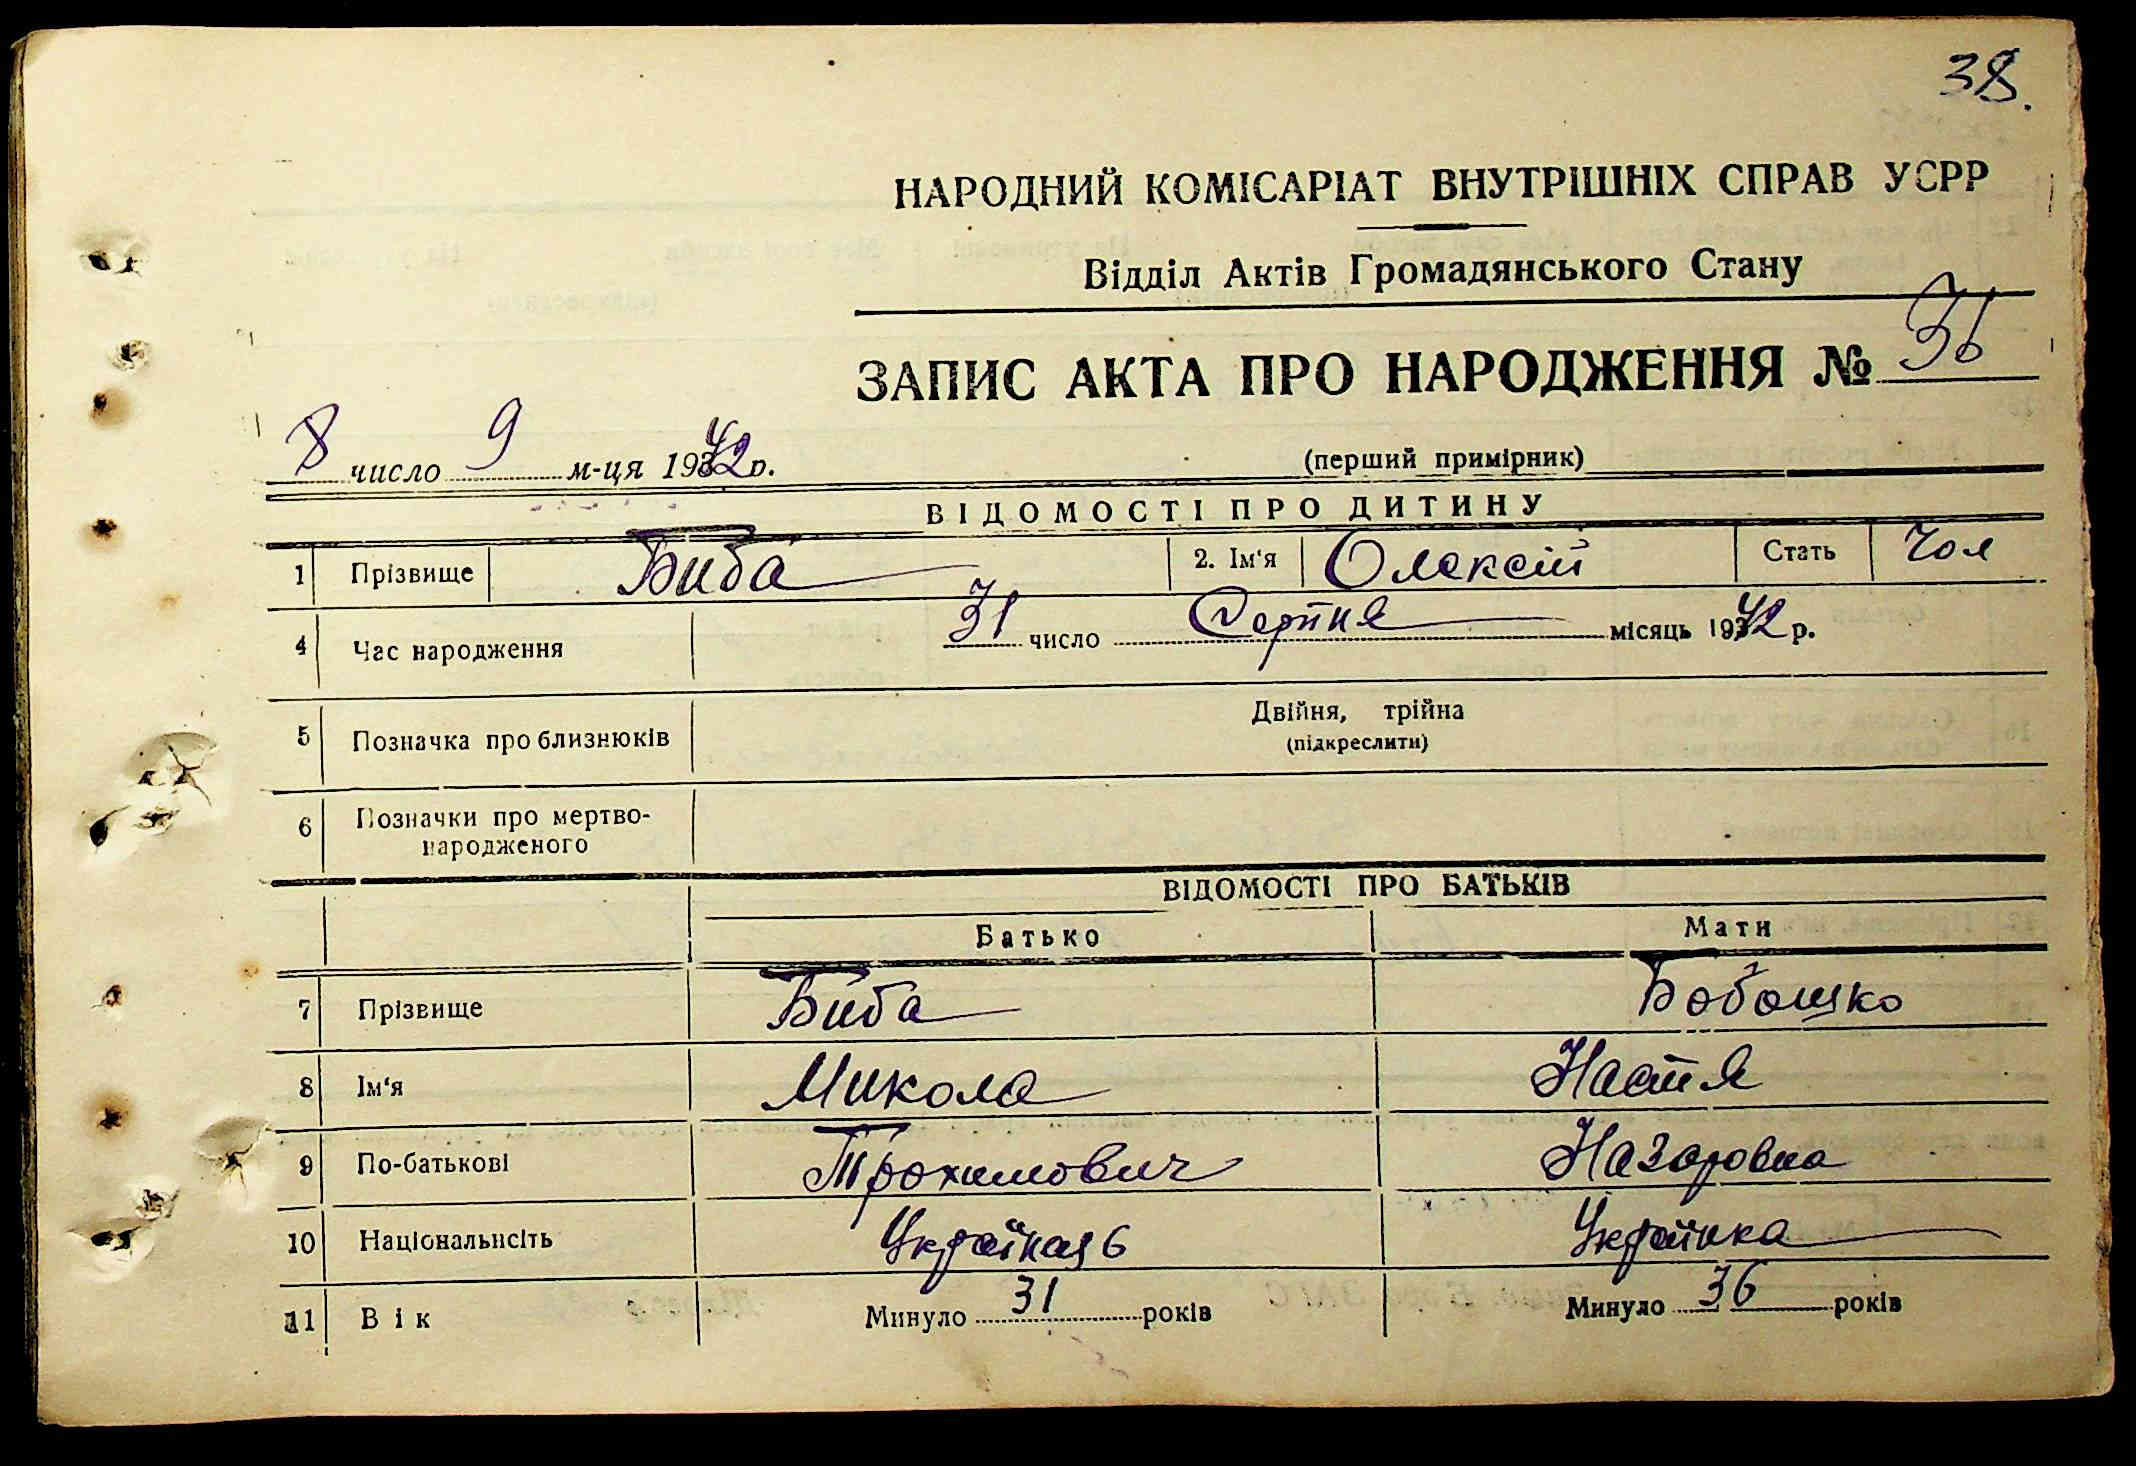 38.
НАРОДНИЙ КОМІСАРІАТ ВНУТРІШНІХ СПРАВ УСРР
Відділ Актів Громадянського Стану
ЗАПИС АКТА ПРО НАРОДЖЕННЯ № 36
8 число 9 м-ця 1942 р.
(перший примірник)
ВІДОМОСТІ ПРО ДИТИНУ
1 Прізвище Биба 2. Ім'я Олексій Стать Чол
4 Час народження 31 число Серпня місяць 1942 р.
5 Позначка про близнюків Двійня, трійна
(підкреслити)
6 Позначки про мертво-
народженого
ВІДОМОСТІ ПРО БАТЬКІВ
Батько Мати
7 Прізвище Биба Бобошко
8 Ім'я Микола Настя
9 По-батькові Трохимович Назаровна
10 Національність Українець Українка
11 Вік Минуло 31 років Минуло 36 років